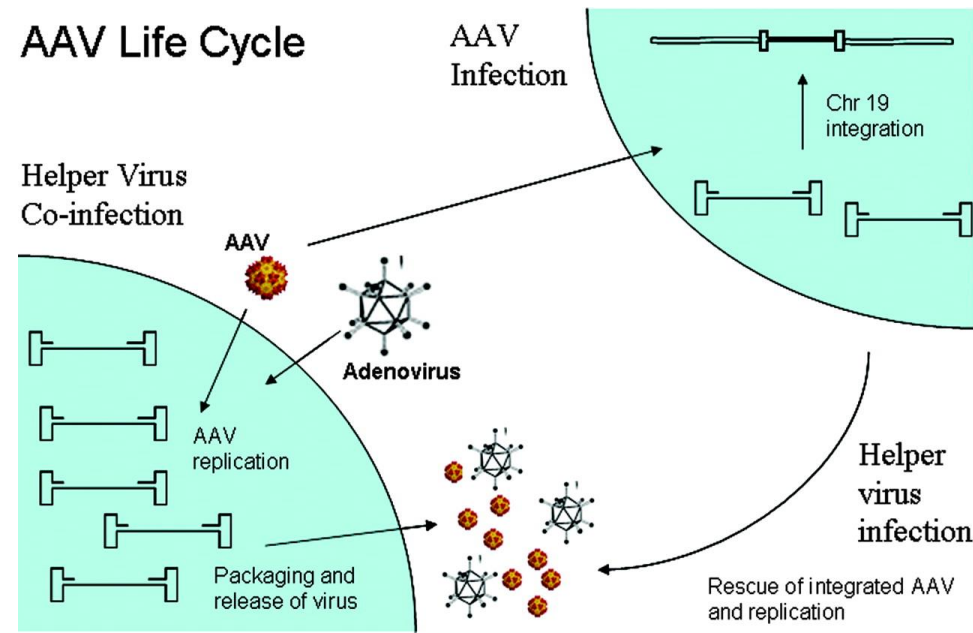 AAV Life Cycle
AAV
Infection
Chr 19
integration
Helper Virus
Co-infection
AAV
Adenovirus
AAV
replication
Packaging and
release of virus
Helper
virus
infection
Rescue of integrated AAV
and replication